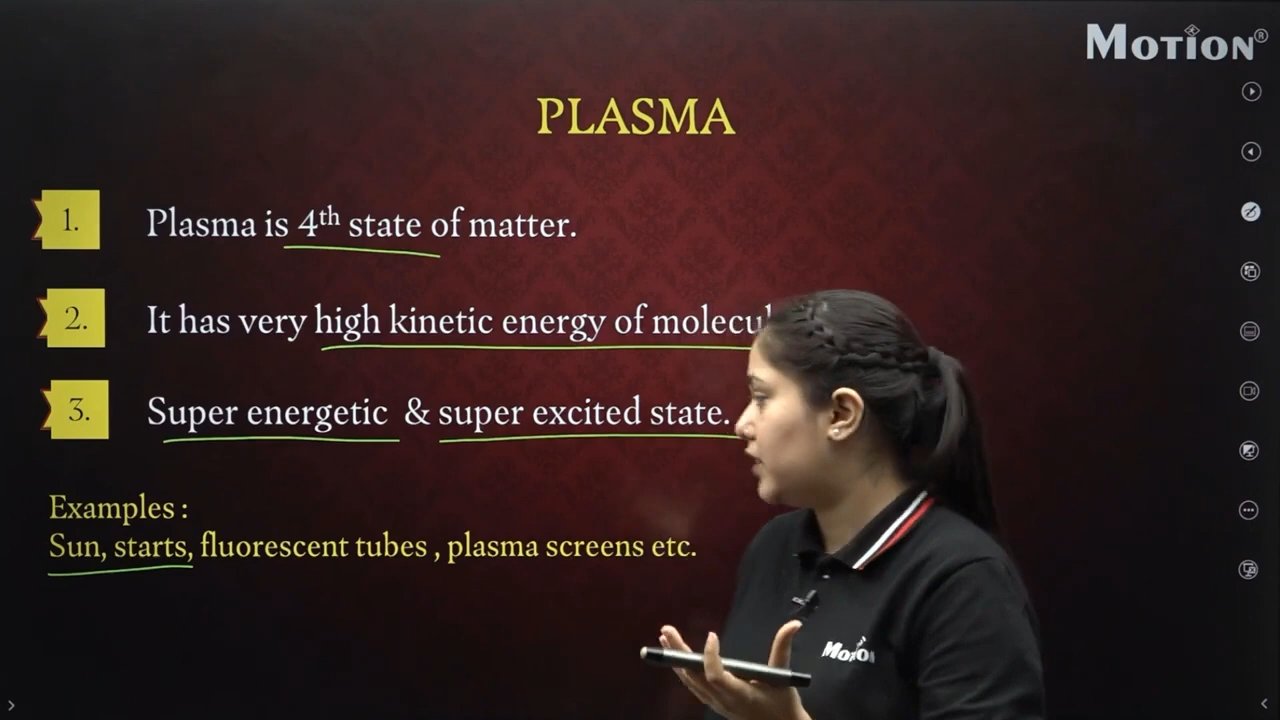 MOTION®
PLASMA
1. Plasma is 4th state of matter.
2. It has very high kinetic energy of
3. Super energetic & super excited state.
Examples :
Sun, starts, fluorescent tubes , plasma screens etc.
MOTION